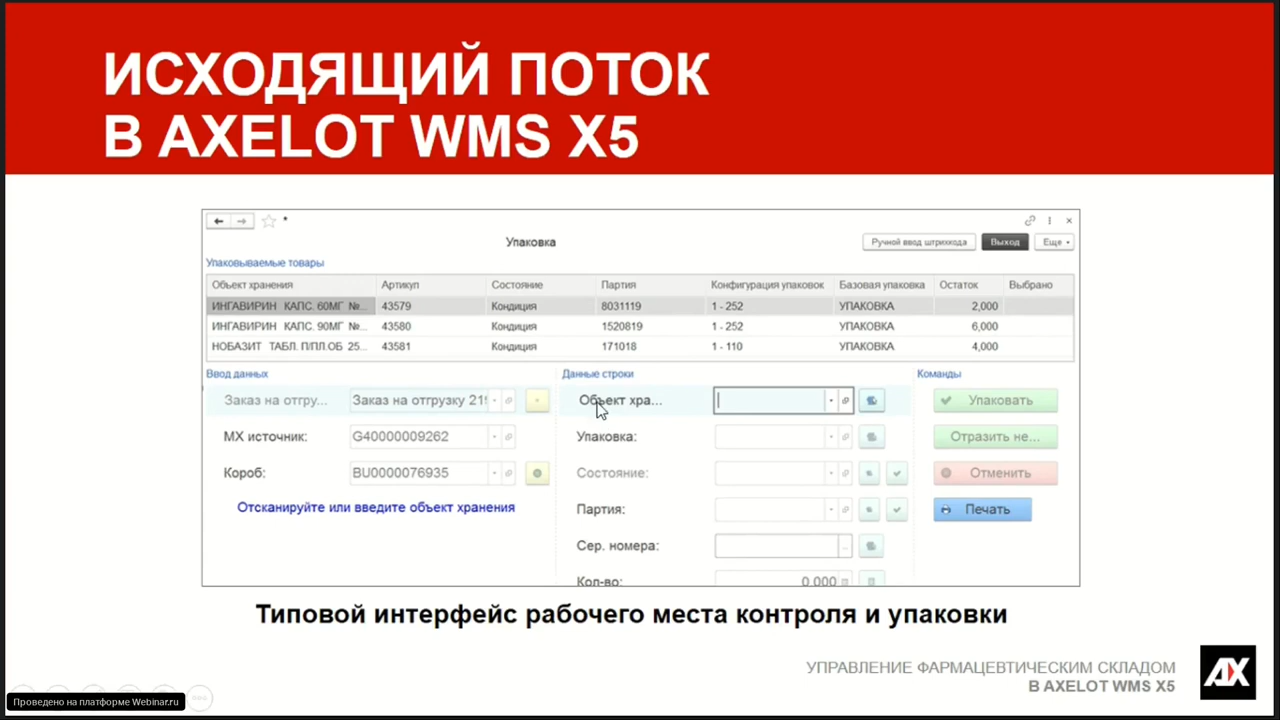 ИСХОДЯЩИЙ ПОТОК
В AXELOT WMS X5
Упаковка
Ручной ввод штрихкода Выход Еще
Упаковываемые товары
Объект хранения Артикул Состояние Партия Конфигурация упаковок Базовая упаковка Остаток Выбрано
ИНГАВИРИН КАПС. 60МГ №... 43579 Кондиция 8031119 1 - 252 УПАКОВКА 2,000
ИНГАВИРИН КАПС. 90МГ №... 43580 Кондиция 1520819 1 - 252 УПАКОВКА 6,000
НОБАЗИТ ТАБЛ. П/ПЛ.ОБ 25... 43581 Кондиция 171018 1 - 110 УПАКОВКА 4,000
Ввод данных Данные строки Команды
Заказ на отгру... Заказ на отгрузку 21 Объект хра... Упаковать
МХ источник: G40000009262 Упаковка: Отразить не...
Короб: BU0000076935 Состояние: Отменить
Отсканируйте или введите объект хранения Партия: Печать
Сер. номера:
Кол-во: 0,000
Типовой интерфейс рабочего места контроля и упаковки
УПРАВЛЕНИЕ ФАРМАЦЕВТИЧЕСКИМ СКЛАДОМ
В AXELOT WMS X5
AX
Проведено на платформе Webinar.ru